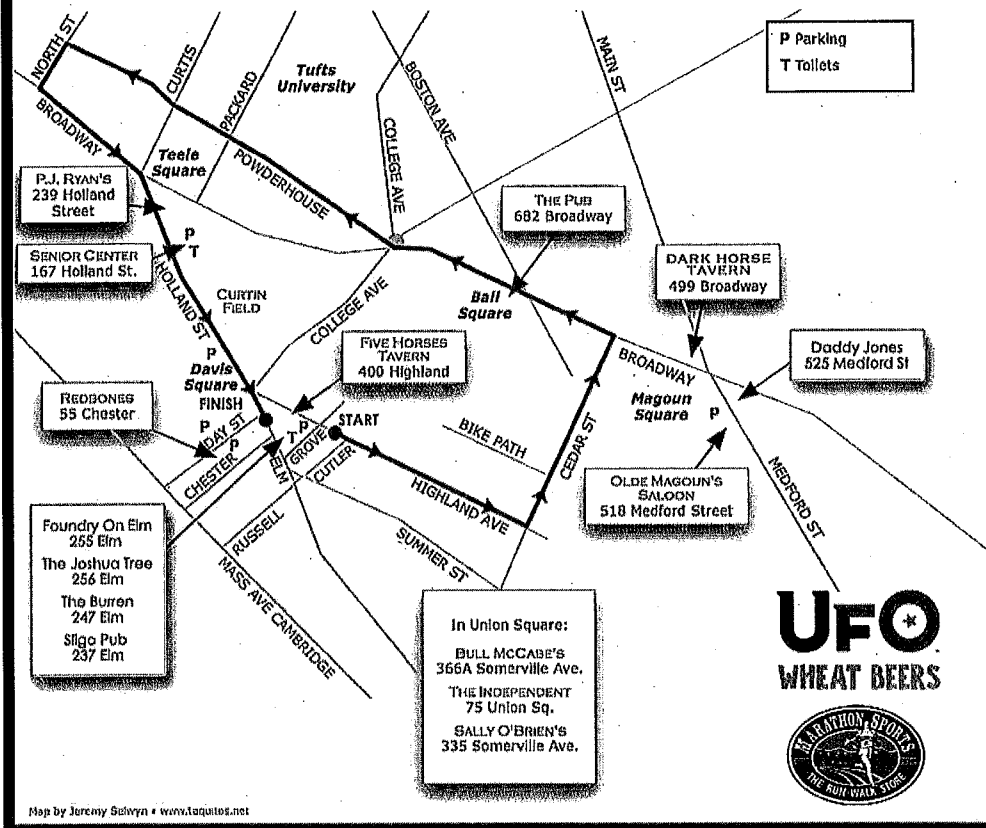 P Parking
T Toilets
NORTH ST
CURTIS
PACKARD
Tufts
University
BOSTON AVE
MAIN ST
COLLEGE AVE
BROADWAY
Teele
Square
POWDERHOUSE
P.J. RYAN'S
239 Holland
Street
THE PUB
682 Broadway
P
T
SENIOR CENTER
167 Holland St.
DARK HORSE
TAVERN
499 Broadway
HOLLAND ST
CURTIN
FIELD
COLLEGE AVE
Ball
Square
FIVE HORSES
TAVERN
400 Highland
BROADWAY
Daddy Jones
525 Medford St
P
Davis
Square
FINISH
REDBONES
55 Chester
Magoun
Square
P
START
P
DAY ST
P
CHESTER
T
P
GROVE
CUTLER
ELM
BIKE PATH
CEDAR ST
HIGHLAND AVE
OLDE MAGOUN'S
SALOON
518 Medford Street
MEDFORD ST
RUSSELL
SUMMER ST
MASS AVE CAMBRIDGE
Foundry On Elm
255 Elm
The Joshua Tree
256 Elm
The Burren
247 Elm
Sligo Pub
237 Elm
In Union Square:
BULL MCCABE'S
366A Somerville Ave.
THE INDEPENDENT
75 Union Sq.
SALLY O'BRIEN'S
335 Somerville Ave.
UFO
WHEAT BEERS
MARATHON SPORTS
THE RUN WALK STORE
Map by Jeremy Selwyn • www.taquitos.net